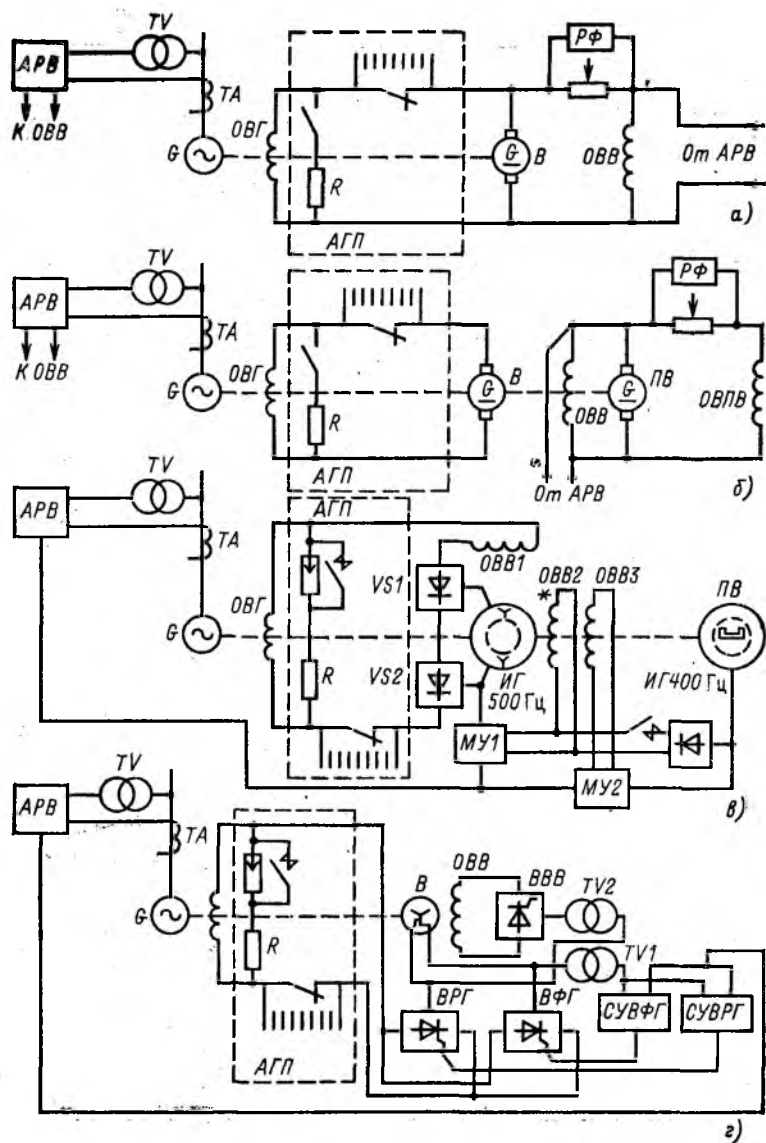 TV
АРВ
К ОВВ
TA
G
ОВГ
R
АГП
G
В
РФ
ОВВ
От АРВ
а)
TV
АРВ
К ОВВ
TA
G
ОВГ
R
АГП
G
В
ОВВ
G
ПВ
РФ
ОВПВ
От АРВ
б)
TV
АРВ
TA
G
ОВГ
АГП
R
VS1
VS2
ОВВ1
ИГ
500 Гц
* ОВВ2
ОВВ3
ПВ
ИГ 400 Гц
МУ1
МУ2
в)
TV
АРВ
TA
G
R
АГП
В
ОВВ
ВВВ
TV2
TV1
ВРГ
ВФГ
СУВФГ
СУВРГ
г)